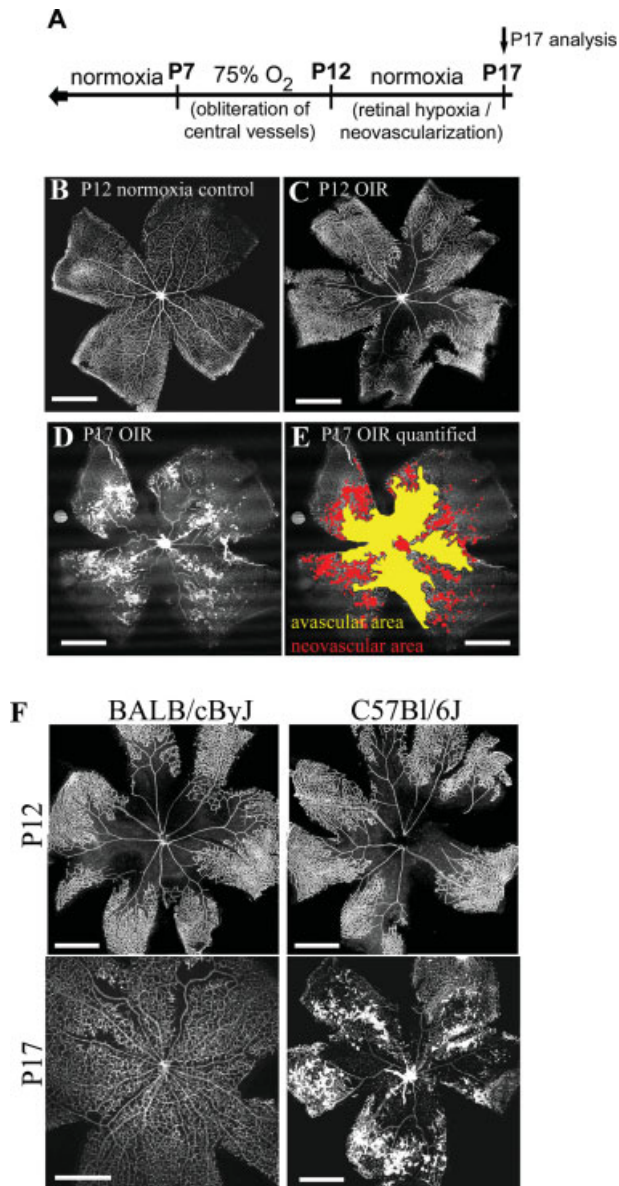 A
P17 analysis
normoxia P7 75% O2 P12 normoxia P17
(obliteration of central vessels)
(retinal hypoxia / neovascularization)
B P12 normoxia control
C P12 OIR
D P17 OIR
E P17 OIR quantified
avascular area
neovascular area
F
BALB/cByJ C57Bl/6J
P12
P17